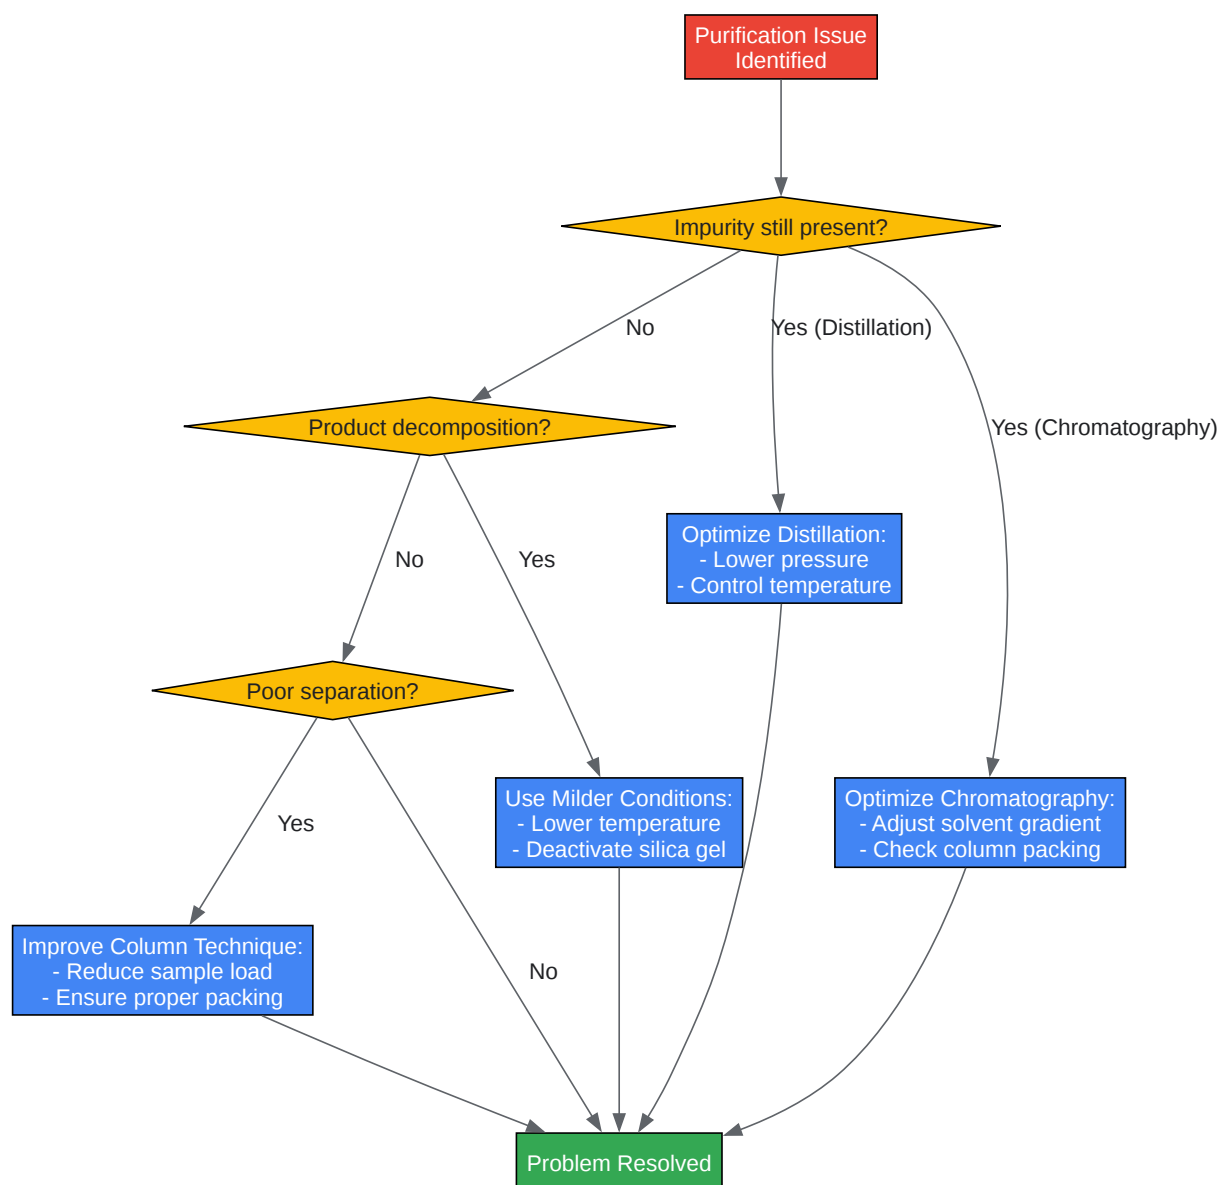 Purification Issue
Identified
Impurity still present?
No
Yes (Distillation)
Yes (Chromatography)
Product decomposition?
No
Yes
Optimize Distillation:
- Lower pressure
- Control temperature
Poor separation?
Yes
No
Use Milder Conditions:
- Lower temperature
- Deactivate silica gel
Optimize Chromatography:
- Adjust solvent gradient
- Check column packing
Improve Column Technique:
- Reduce sample load
- Ensure proper packing
Problem Resolved